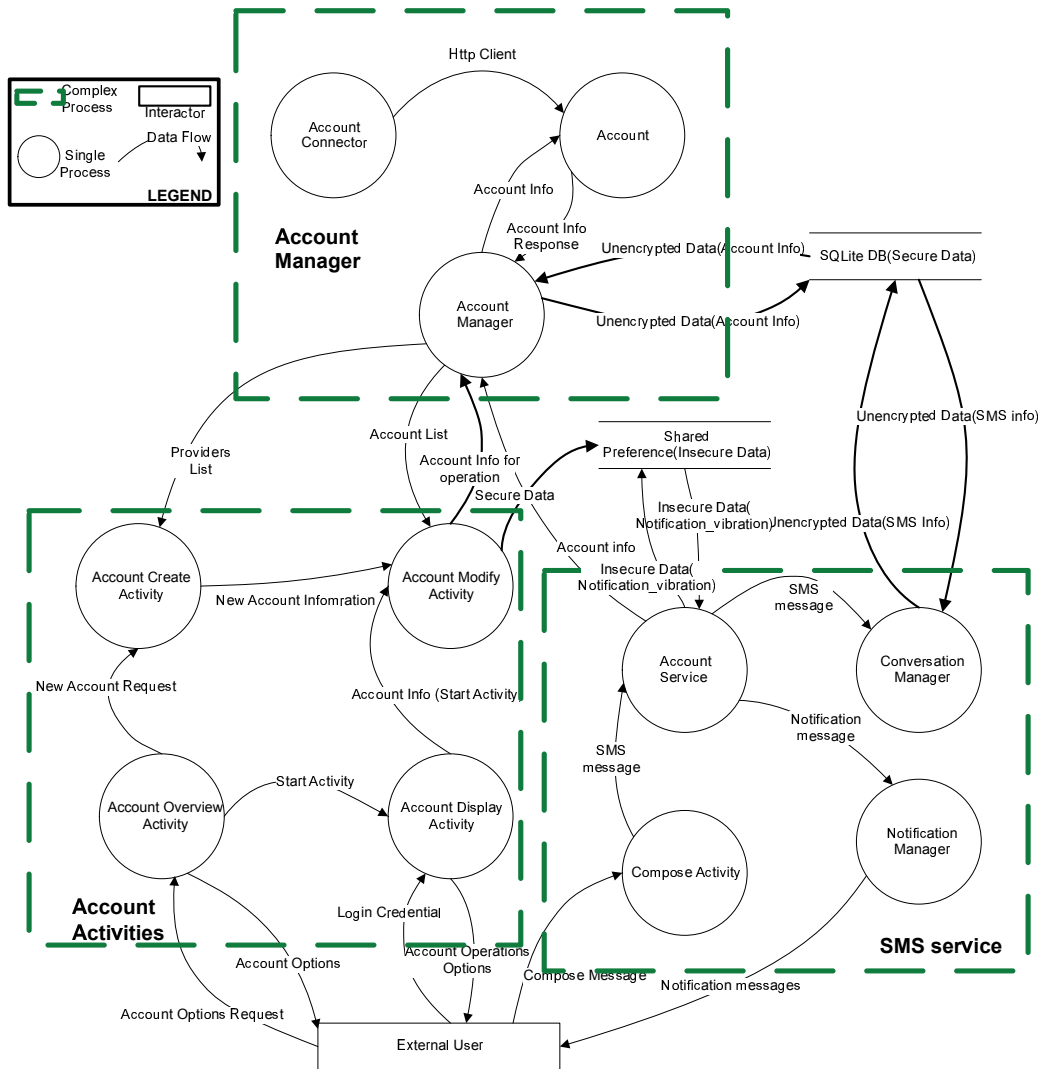 Http Client
Complex
Process
Interactor
Data Flow
Single
Process
LEGEND
Account
Connector
Account
Account Info
Account Info
Response
Account
Manager
Unencrypted Data(Account Info)
SQLite DB(Secure Data)
Account
Manager
Unencrypted Data(Account Info)
Account List
Providers
List
Account Info for
operation
Shared
Preference(Insecure Data)
Unencrypted Data(SMS info)
Secure Data
Insecure Data(
Notification_vibration)
Unencrypted Data(SMS Info)
Account info
Insecure Data(
Notification_vibration)
Account Create
Activity
Account Modify
Activity
New Account Infomration
SMS
message
New Account Request
Account Info (Start Activity)
Account
Service
Conversation
Manager
Notification
message
SMS
message
Start Activity
Account Overview
Activity
Account Display
Activity
Notification
Manager
Compose Activity
Account
Activities
Login Credential
SMS service
Account Options
Account Operations
Options
Compose Message
Notification messages
Account Options Request
External User